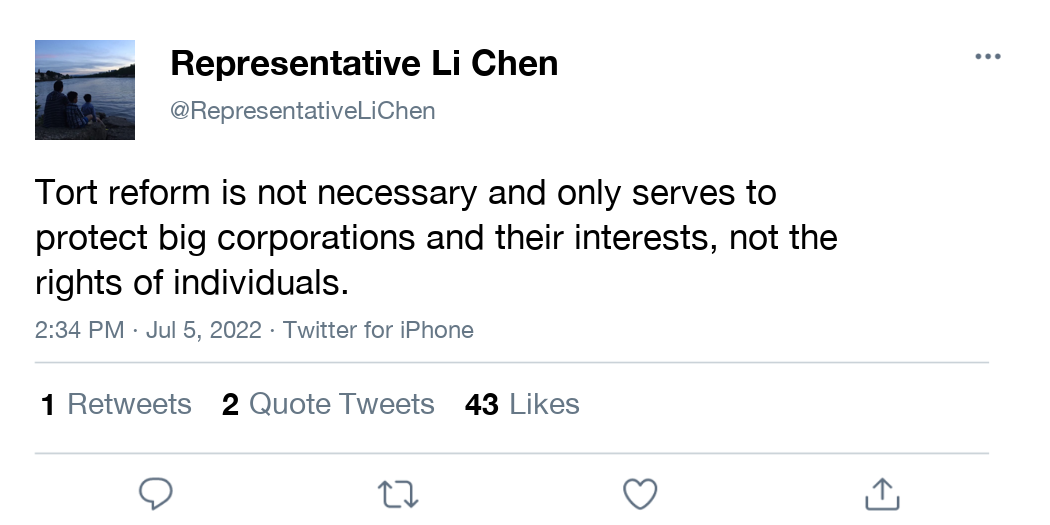 Representative Li Chen
@RepresentativeLiChen
Tort reform is not necessary and only serves to
protect big corporations and their interests, not the
rights of individuals.
2:34 PM · Jul 5, 2022 · Twitter for iPhone
1 Retweets 2 Quote Tweets 43 Likes